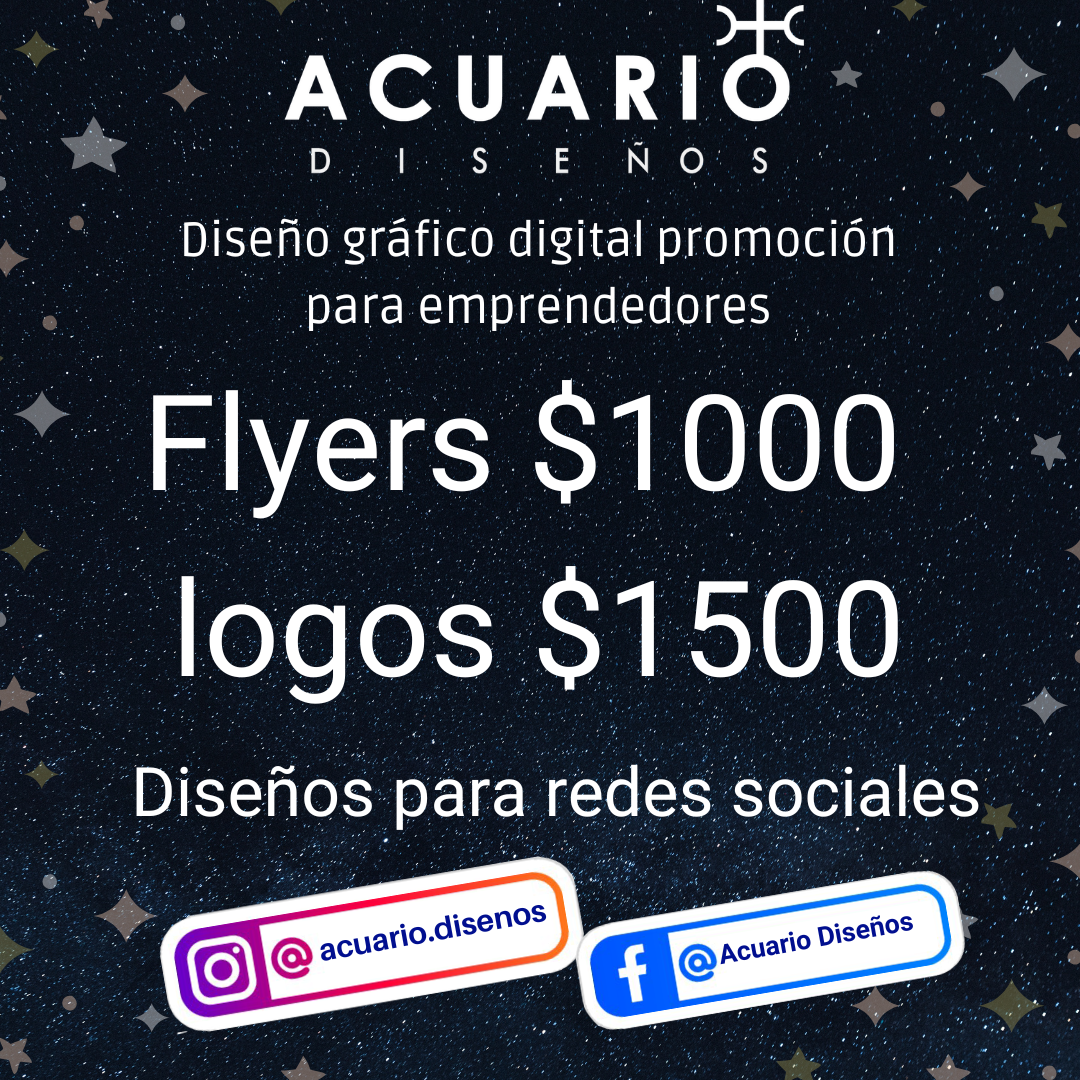 ACUARIO
DISEÑOS
Diseño gráfico digital promoción
para emprendedores
Flyers $1000
logos $1500
Diseños para redes sociales
@ acuario.disenos
@Acuario Diseños